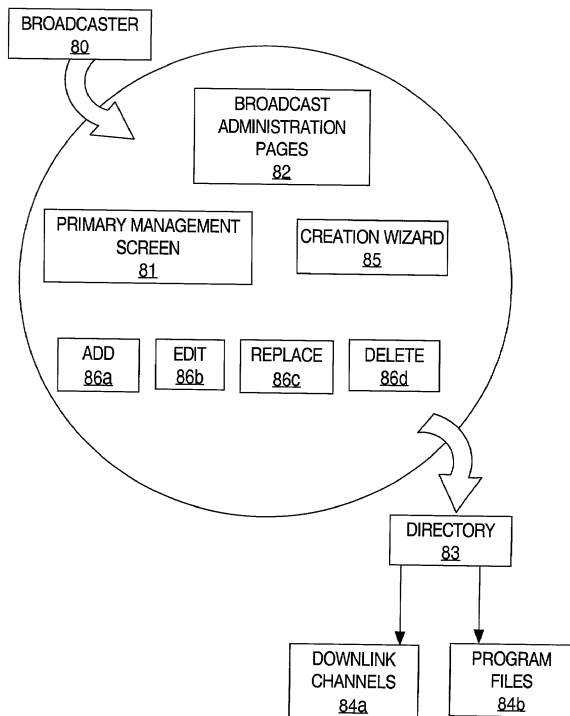 BROADCASTER
80
BROADCAST
ADMINISTRATION
PAGES
82
PRIMARY MANAGEMENT
SCREEN
81
CREATION WIZARD
85
ADD
86a
EDIT
86b
REPLACE
86c
DELETE
86d
DIRECTORY
83
DOWNLINK
CHANNELS
84a
PROGRAM
FILES
84b